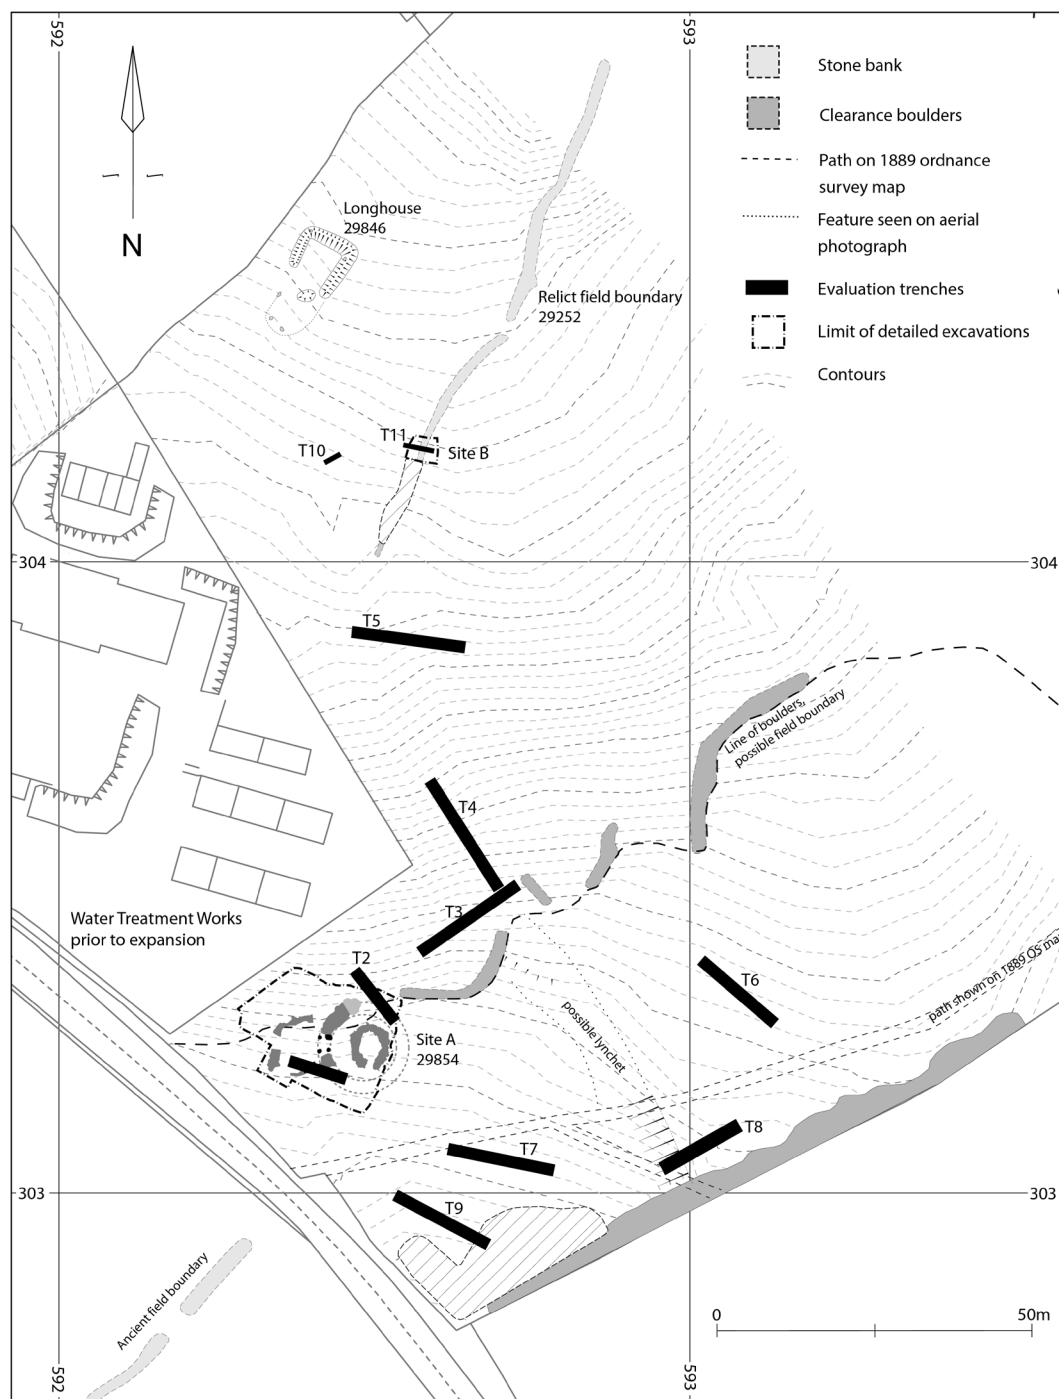 592
593
Stone bank
Clearance boulders
Path on 1889 ordnance
survey map
Feature seen on aerial
photograph
Evaluation trenches
Limit of detailed excavations
Contours
N
Longhouse
29846
Relict field boundary
29252
T11
T10
Site B
304
304
T5
Line of boulders,
possible field boundary
T4
T3
Water Treatment Works
prior to expansion
T2
T6
path shown on 1889 OS ma
possible lynchet
Site A
29854
T8
T7
303
303
T9
Ancient field boundary
0
50m
592
593